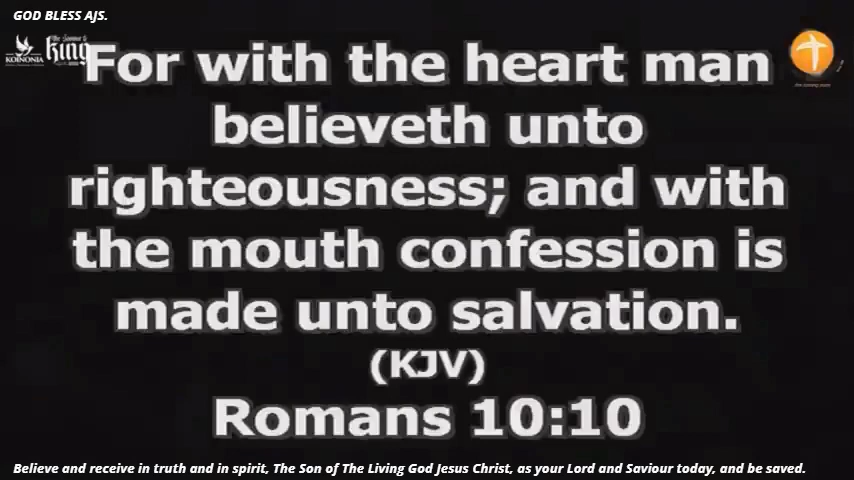 GOD BLESS AJS.
KOINONIA
King
For with the heart man
believeth unto
righteousness; and with
the mouth confession is
made unto salvation.
(KJV)
Romans 10:10
Believe and receive in truth and in spirit, The Son of The Living God Jesus Christ, as your Lord and Saviour today, and be saved.